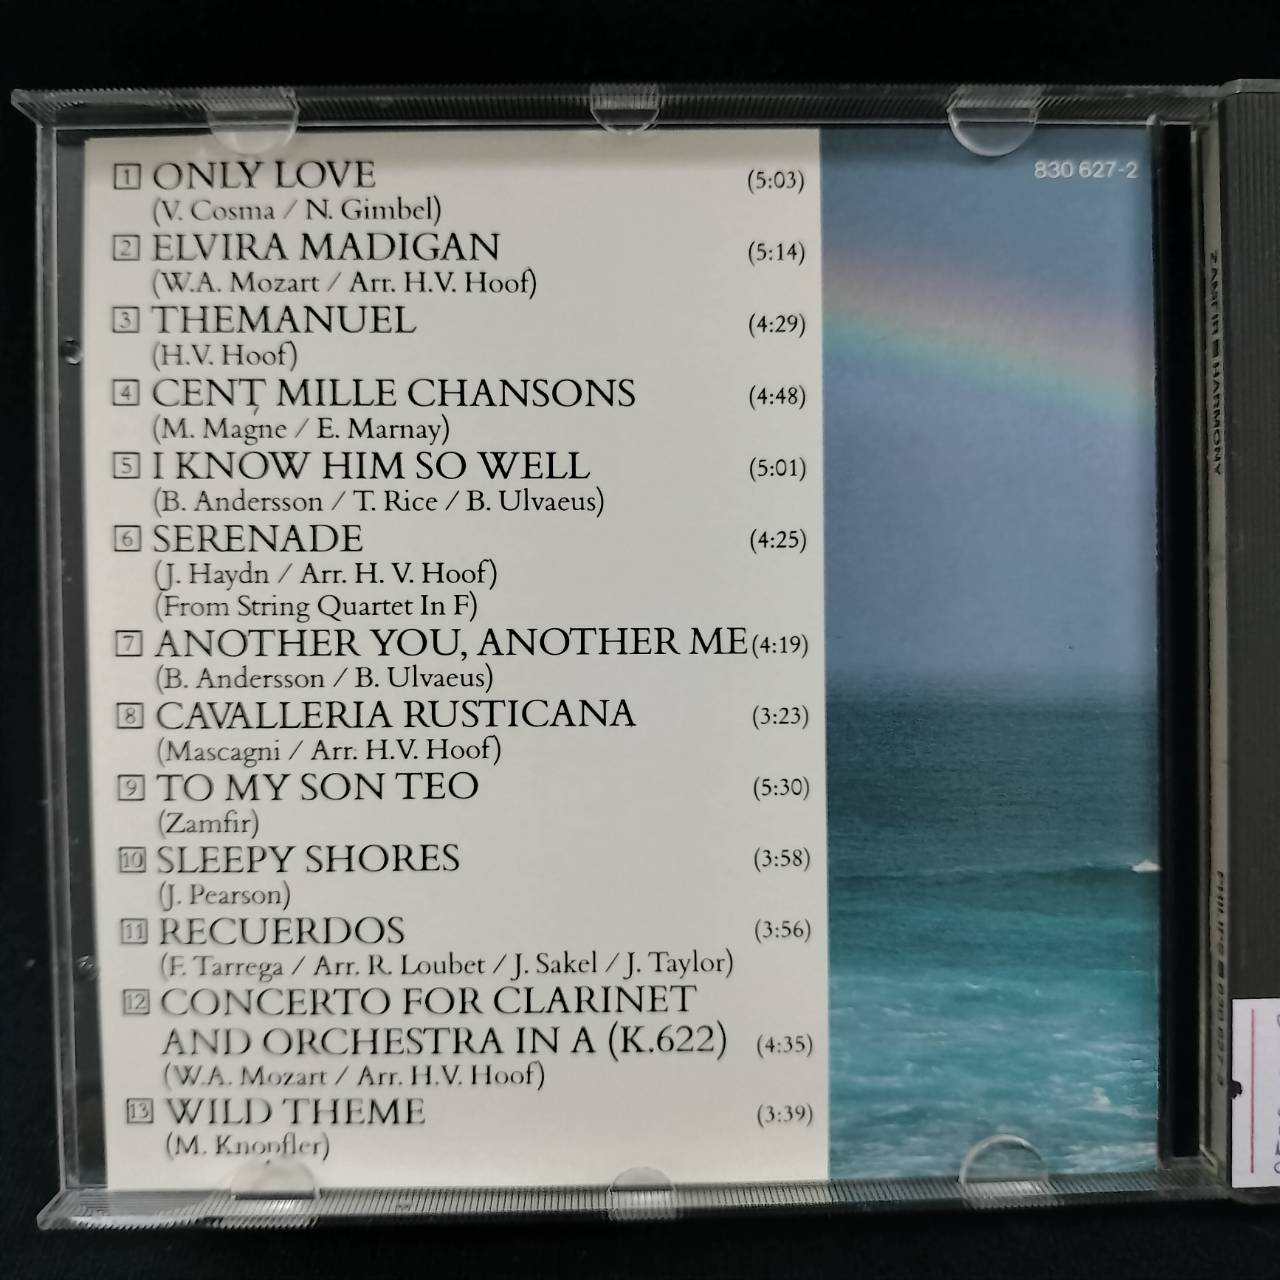 1 ONLY LOVE (5:03)
(V. Cosma / N. Gimbel)
2 ELVIRA MADIGAN (5:14)
(W.A. Mozart / Arr. H.V. Hoof)
3 THEMANUEL (4:29)
(H.V. Hoof)
4 CENT MILLE CHANSONS (4:48)
(M. Magne / E. Marnay)
5 I KNOW HIM SO WELL (5:01)
(B. Andersson / T. Rice / B. Ulvaeus)
6 SERENADE (4:25)
(J. Haydn / Arr. H. V. Hoof)
(From String Quartet In F)
7 ANOTHER YOU, ANOTHER ME (4:19)
(B. Andersson / B. Ulvaeus)
8 CAVALLERIA RUSTICANA (3:23)
(Mascagni / Arr. H.V. Hoof)
9 TO MY SON TEO (5:30)
(Zamfir)
10 SLEEPY SHORES (3:58)
(J. Pearson)
11 RECUERDOS (3:56)
(F. Tarrega / Arr. R. Loubet / J. Sakel / J. Taylor)
12 CONCERTO FOR CLARINET
AND ORCHESTRA IN A (K.622) (4:35)
(W.A. Mozart / Arr. H.V. Hoof)
13 WILD THEME (3:39)
(M. Knopfler)
830 627-2
ZAMFIR HARMONY
PHILIPS 830 627-2